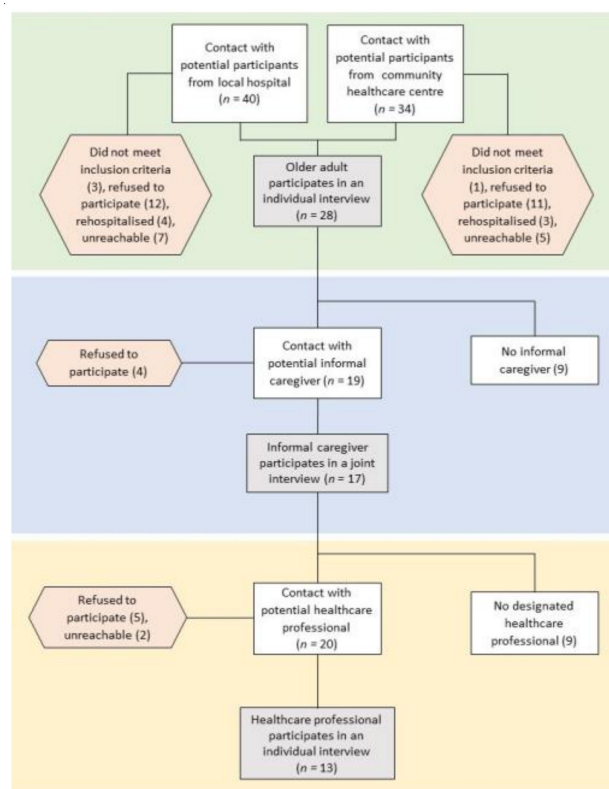 Contact with
potential participants
from local hospital
(n = 40)
Contact with
potential participants
from community
healthcare centre
(n = 34)
Did not meet
inclusion criteria
(3), refused to
participate (12),
rehospitalised (4),
unreachable (7)
Older adult
participates in an
individual interview
(n = 28)
Did not meet
inclusion criteria
(1), refused to
participate (11),
rehospitalised (3),
unreachable (5)
Refused to
participate (4)
Contact with
potential informal
caregiver (n = 19)
No informal
caregiver (9)
Informal caregiver
participates in a joint
interview (n = 17)
Refused to
participate (5),
unreachable (2)
Contact with
potential healthcare
professional
(n = 20)
No designated
healthcare
professional (9)
Healthcare professional
participates in an
individual interview
(n = 13)